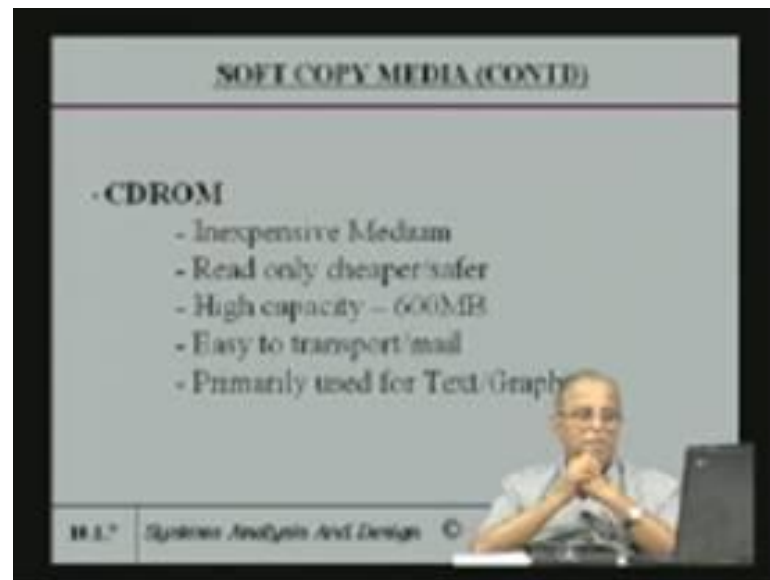 SOFT COPY MEDIA (CONTD)
· CDROM
- Inexpensive Medium
- Read only cheaper/safer
- High capacity – 600MB
- Easy to transport/mail
- Primarily used for Text/Graph
Systems Analysis And Design ©